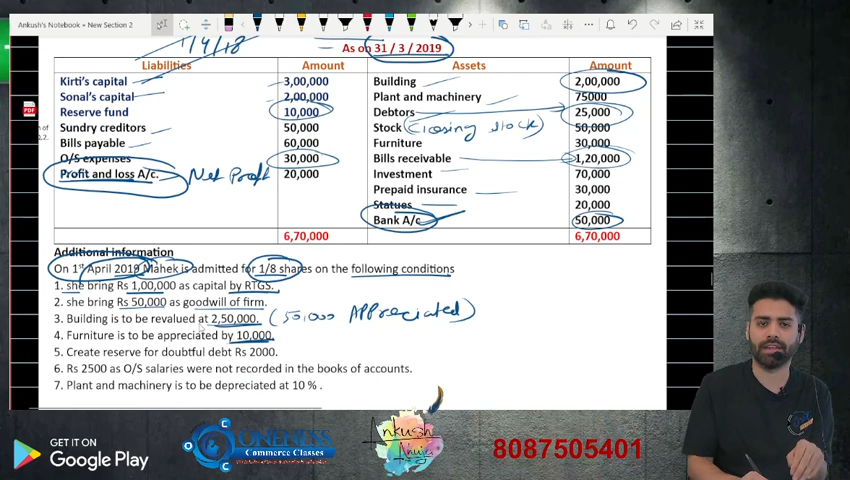 Ankush's Notebook » New Section 2
1/4/18
As on 31 / 3 / 2019
Liabilities Amount Assets Amount
Kirti's capital 3,00,000 Building 2,00,000
Sonal's capital 2,00,000 Plant and machinery 75000
Reserve fund 10,000 Debtors 25,000
Sundry creditors 50,000 Stock (closing stock) 50,000
Bills payable 60,000 Furniture 30,000
O/S expenses 30,000 Bills receivable 1,20,000
Profit and loss A/c. Net Profit 20,000 Investment 70,000
Prepaid insurance 30,000
Statues 20,000
Bank A/c 50,000
6,70,000 6,70,000
Additional information
On 1st April 2019 Mahek is admitted for 1/8 shares on the following conditions
1. she bring Rs 1,00,000 as capital by RTGS.
2. she bring Rs 50,000 as goodwill of firm.
3. Building is to be revalued at 2,50,000. (50,000 Appreciated)
4. Furniture is to be appreciated by 10,000.
5. Create reserve for doubtful debt Rs 2000.
6. Rs 2500 as O/S salaries were not recorded in the books of accounts.
7. Plant and machinery is to be depreciated at 10 % .
GET IT ON
Google Play
ONENESS
Commerce Classes
Ankush
Ahuja
8087505401